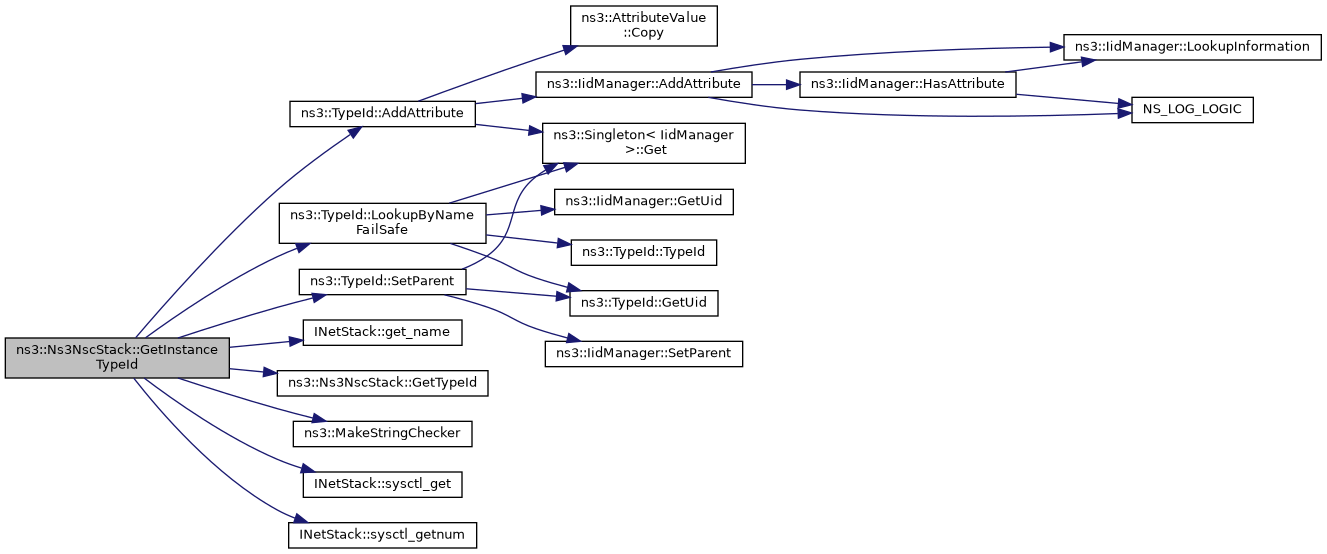 ns3::AttributeValue
::Copy
ns3::IidManager::LookupInformation
ns3::IidManager::AddAttribute
ns3::IidManager::HasAttribute
ns3::TypeId::AddAttribute
NS_LOG_LOGIC
ns3::Singleton< IidManager
>::Get
ns3::TypeId::LookupByName
FailSafe
ns3::IidManager::GetUid
ns3::TypeId::TypeId
ns3::TypeId::SetParent
ns3::TypeId::GetUid
INetStack::get_name
ns3::IidManager::SetParent
ns3::Ns3NscStack::GetInstance
TypeId
ns3::Ns3NscStack::GetTypeId
ns3::MakeStringChecker
INetStack::sysctl_get
INetStack::sysctl_getnum